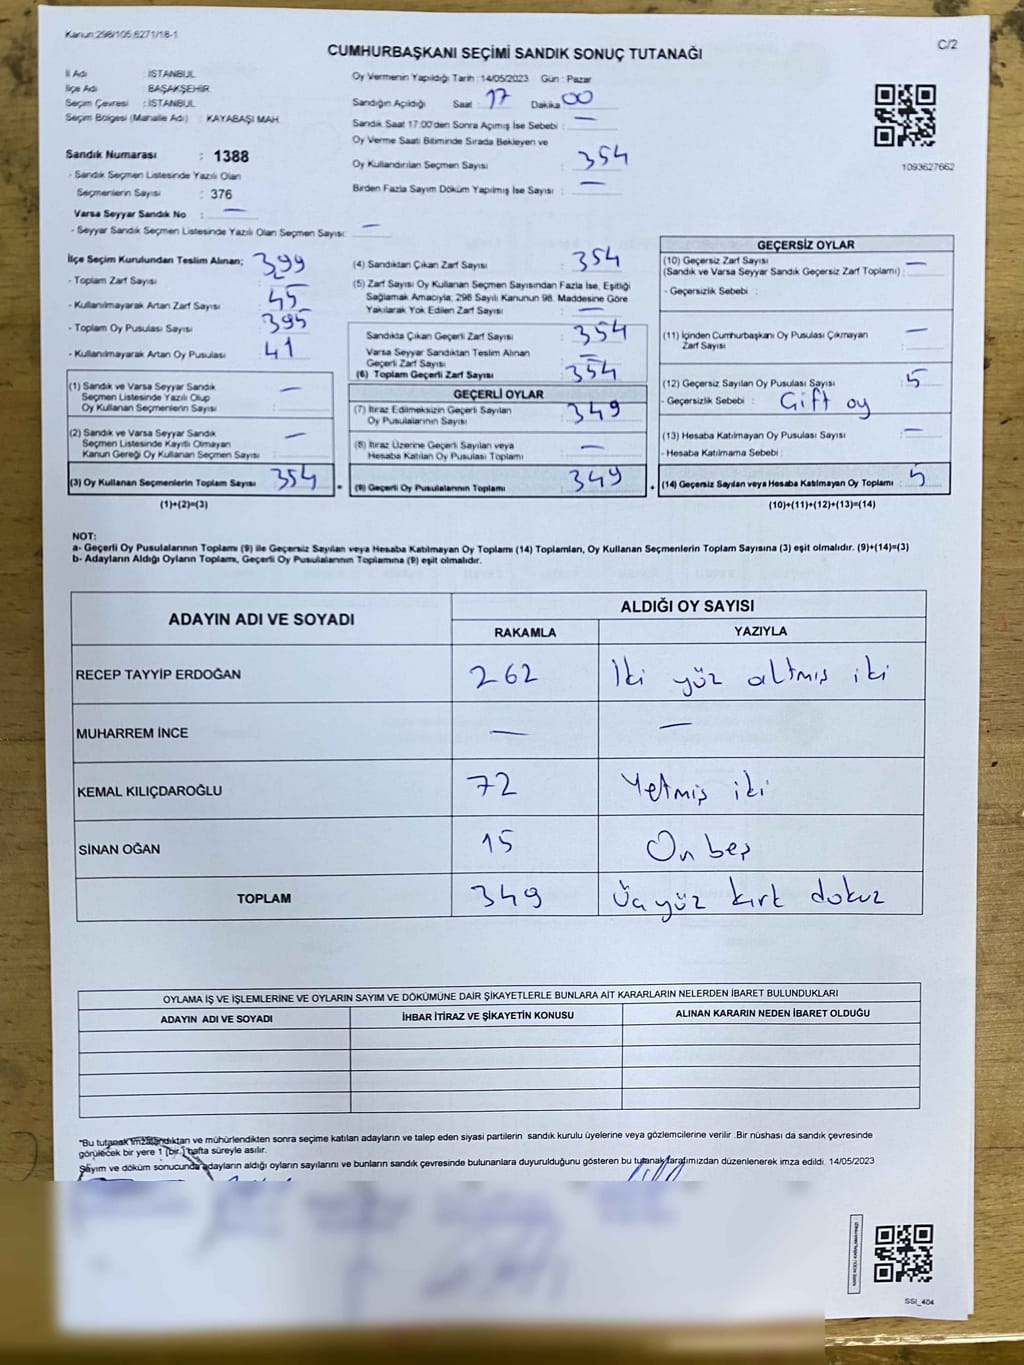 Kanun:298/105,6271/18-1
C/2
CUMHURBAŞKANI SEÇİMİ SANDIK SONUÇ TUTANAĞI
İl Adı : İSTANBUL
İlçe Adı : BAŞAKŞEHİR
Seçim Çevresi : İSTANBUL
Seçim Bölgesi (Mahalle Adı) : KAYABAŞI MAH.
Sandık Numarası : 1388
- Sandık Seçmen Listesinde Yazılı Olan
Seçmenlerin Sayısı : 376
Varsa Seyyar Sandık No : —
- Seyyar Sandık Seçmen Listesinde Yazılı Olan Seçmen Sayısı: —
Oy Vermenin Yapıldığı Tarih : 14/05/2023 Gün : Pazar
Sandığın Açıldığı Saat : 17 Dakika 00
Sandık Saat 17:00'den Sonra Açımış İse Sebebi : —
Oy Verme Saati Bitiminde Sırada Bekleyen ve
Oy Kullandırılan Seçmen Sayısı : 354
Birden Fazla Sayım Döküm Yapılmış İse Sayısı : —
1093627662
İlçe Seçim Kurulundan Teslim Alınan;
- Toplam Zarf Sayısı : 399
- Kullanılmayarak Artan Zarf Sayısı : 45
- Toplam Oy Pusulası Sayısı : 395
- Kullanılmayarak Artan Oy Pusulası : 41
(1) Sandık ve Varsa Seyyar Sandık
Seçmen Listesinde Yazılı Olup
Oy Kullanan Seçmenlerin Sayısı : —
(2) Sandık ve Varsa Seyyar Sandık
Seçmen Listesinde Kayıtlı Olmayan
Kanun Gereği Oy Kullanan Seçmen Sayısı : —
(3) Oy Kullanan Seçmenlerin Toplam Sayısı : 354
(1)+(2)=(3)
(4) Sandıktan Çıkan Zarf Sayısı : 354
(5) Zarf Sayısı Oy Kullanan Seçmen Sayısından Fazla İse, Eşitliği
Sağlamak Amacıyla; 298 Sayılı Kanunun 98. Maddesine Göre
Yakılarak Yok Edilen Zarf Sayısı : —
Sandıkta Çıkan Geçerli Zarf Sayısı : 354
Varsa Seyyar Sandıktan Teslim Alınan
Geçerli Zarf Sayısı : —
(6) Toplam Geçerli Zarf Sayısı : 354
GEÇERLİ OYLAR
(7) İtiraz Edilmeksizin Geçerli Sayılan
Oy Pusulalarının Sayısı : 349
(8) İtiraz Üzerine Geçerli Sayılan veya
Hesaba Katılan Oy Pusulası Toplamı : —
(9) Geçerli Oy Pusulalarının Toplamı : 349
GEÇERSİZ OYLAR
(10) Geçersiz Zarf Sayısı
(Sandık ve Varsa Seyyar Sandık Geçersiz Zarf Toplamı) : —
- Geçersizlik Sebebi :
(11) İçinden Cumhurbaşkanı Oy Pusulası Çıkmayan
Zarf Sayısı : —
(12) Geçersiz Sayılan Oy Pusulası Sayısı : 5
- Geçersizlik Sebebi : Gift oy
(13) Hesaba Katılmayan Oy Pusulası Sayısı : —
- Hesaba Katılmama Sebebi :
(14) Geçersiz Sayılan veya Hesaba Katılmayan Oy Toplamı : 5
(10)+(11)+(12)+(13)=(14)
NOT:
a- Geçerli Oy Pusulalarının Toplamı (9) ile Geçersiz Sayılan veya Hesaba Katılmayan Oy Toplamı (14) Toplamları, Oy Kullanan Seçmenlerin Toplam Sayısına (3) eşit olmalıdır. (9)+(14)=(3)
b- Adayların Aldığı Oyların Toplamı, Geçerli Oy Pusulalarının Toplamına (9) eşit olmalıdır.
ADAYIN ADI VE SOYADI ALDIĞI OY SAYISI
RAKAMLA YAZIYLA
RECEP TAYYİP ERDOĞAN 262 İki yüz altmış iki
MUHARREM İNCE — —
KEMAL KILIÇDAROĞLU 72 Yetmiş iki
SİNAN OĞAN 15 On beş
TOPLAM 349 Üçyüz kırk dokuz
OYLAMA İŞ VE İŞLEMLERİNE VE OYLARIN SAYIM VE DÖKÜMÜNE DAİR ŞİKAYETLERLE BUNLARA AİT KARARLARIN NELERDEN İBARET BULUNDUKLARI
ADAYIN ADI VE SOYADI İHBAR İTİRAZ VE ŞİKAYETİN KONUSU ALINAN KARARIN NEDEN İBARET OLDUĞU
"Bu tutanak imzalandıktan ve mühürlendikten sonra seçime katılan adayların ve talep eden siyasi partilerin sandık kurulu üyelerine veya gözlemcilerine verilir .Bir nüshası da sandık çevresinde
görülecek bir yere 1 (bir ) hafta süreyle asılır.
Sayım ve döküm sonucunda adayların aldığı oyların sayılarını ve bunların sandık çevresinde bulunanlara duyurulduğunu gösteren bu tutanak tarafımızdan düzenlenerek imza edildi. 14/05/2023
SSİ_404